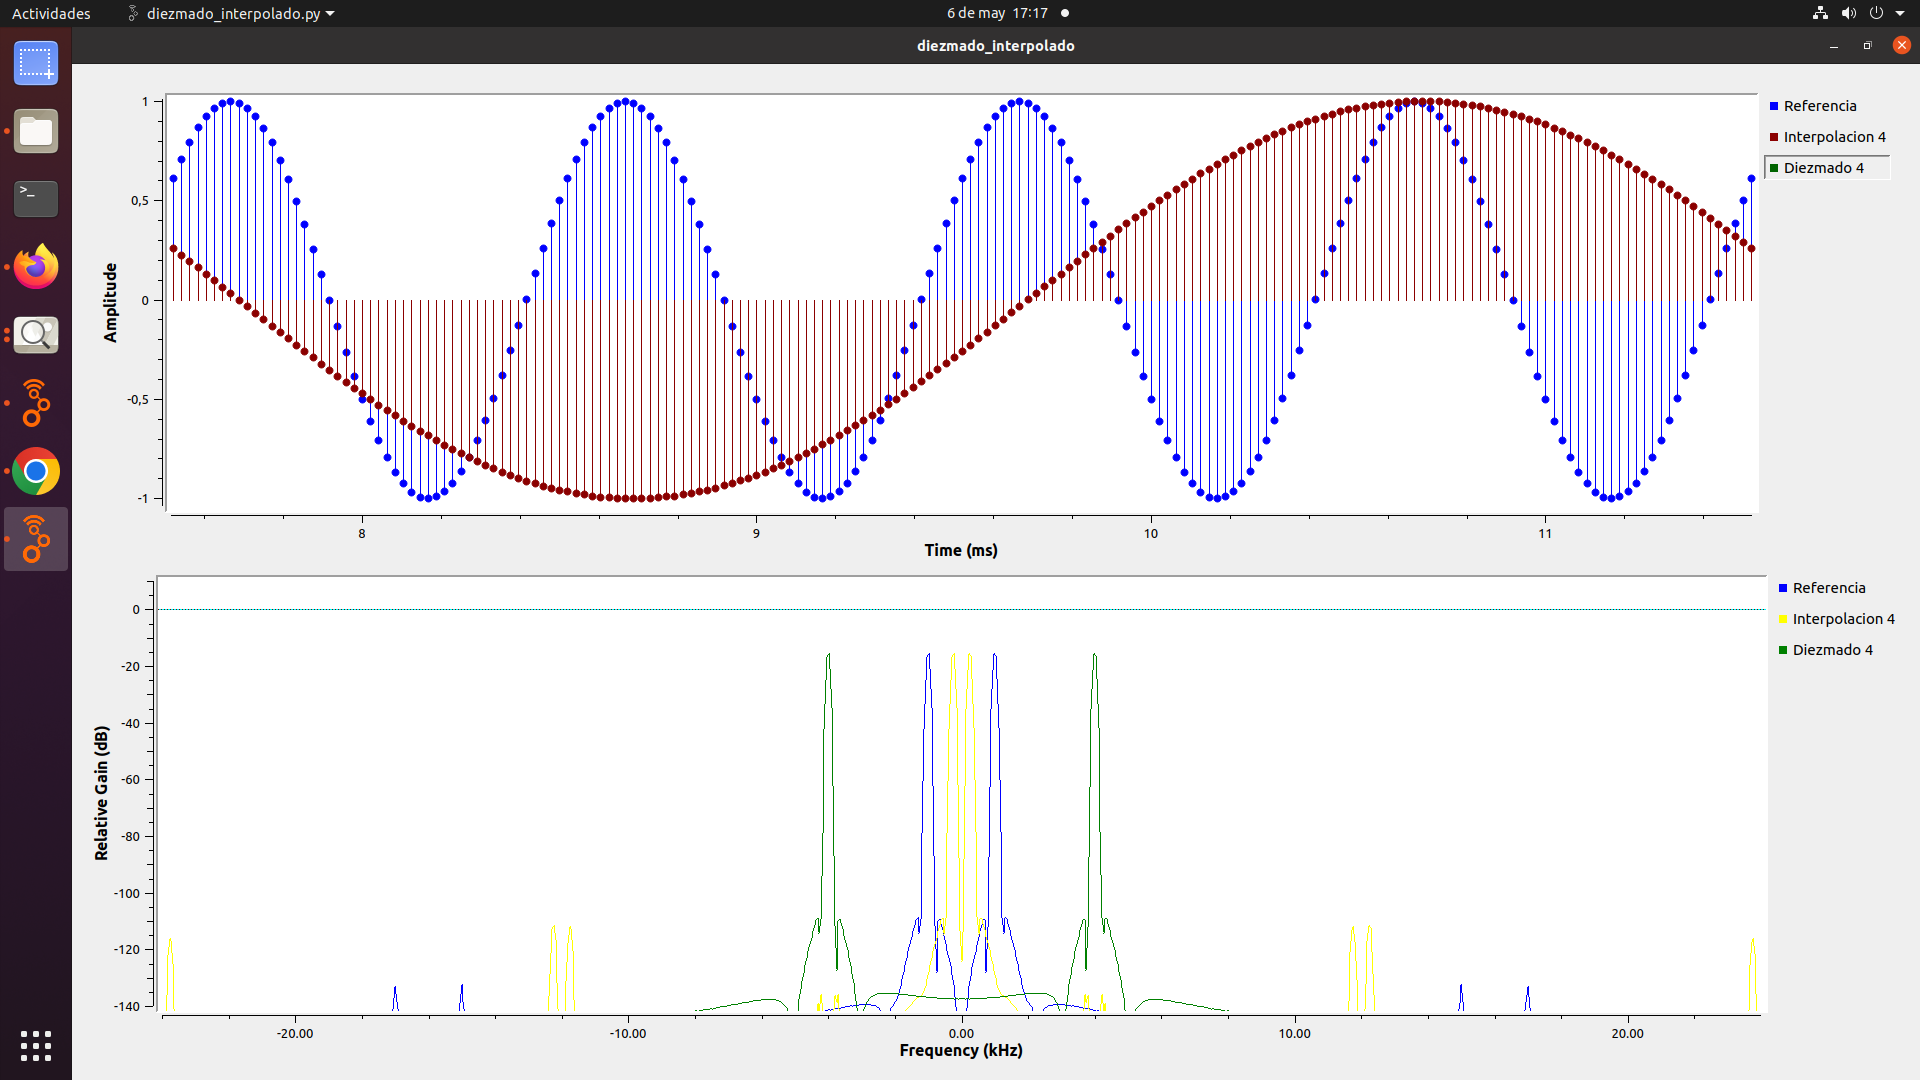 Actividades
diezmado_interpolado.py
6 de may 17:17
diezmado_interpolado
1
0,5
0
-0,5
-1
Amplitude
8
9
10
11
Time (ms)
Referencia
Interpolacion 4
Diezmado 4
0
-20
-40
-60
-80
-100
-120
-140
Relative Gain (dB)
-20.00
-10.00
0.00
10.00
20.00
Frequency (kHz)
Referencia
Interpolacion 4
Diezmado 4
>_